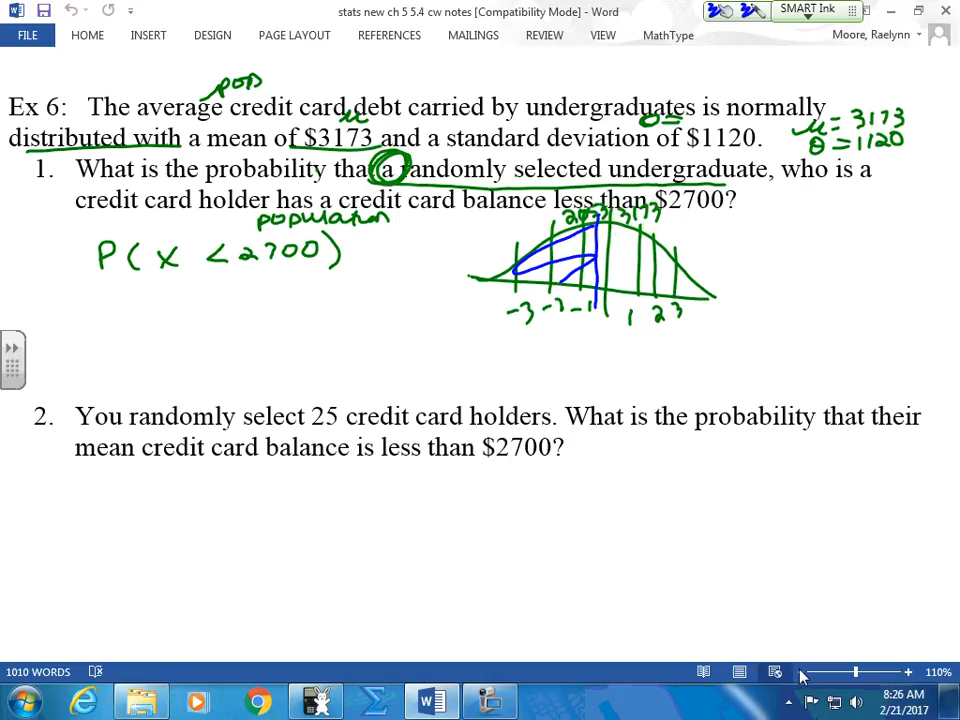 stats new ch 5 5.4 cw notes [Compatibility Mode] - Word
SMART Ink
FILE HOME INSERT DESIGN PAGE LAYOUT REFERENCES MAILINGS REVIEW VIEW MathType Moore, Raelynn
pop
Ex 6: The average credit card debt carried by undergraduates is normally
μ σ= μ = 3173
distributed with a mean of $3173 and a standard deviation of $1120.
σ = 1120
1. What is the probability that a randomly selected undergraduate, who is a
credit card holder has a credit card balance less than $2700?
population
3173
P( X < 2700)
-3 -1 1 2 3
2. You randomly select 25 credit card holders. What is the probability that their
mean credit card balance is less than $2700?
1010 WORDS 110%
8:26 AM
2/21/2017